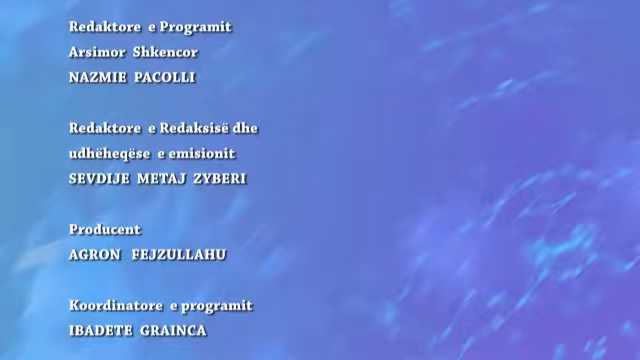 Redaktore e Programit
Arsimor Shkencor
NAZMIE PACOLLI
Redaktore e Redaksisë dhe
udhëheqëse e emisionit
SEVDIJE METAJ ZYBERI
Producent
AGRON FEJZULLAHU
Koordinatore e programit
IBADETE GRAINCA